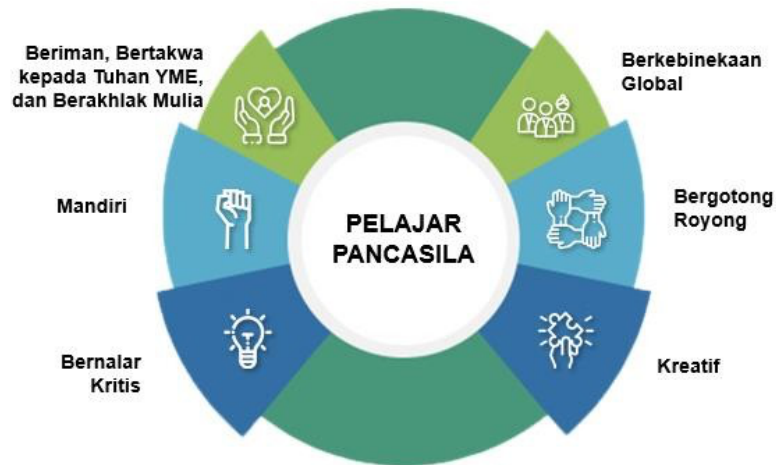 Beriman, Bertakwa
kepada Tuhan YME,
dan Berakhlak Mulia
Berkebinekaan
Global
Mandiri
PELAJAR
PANCASILA
Bergotong
Royong
Bernalar
Kritis
Kreatif